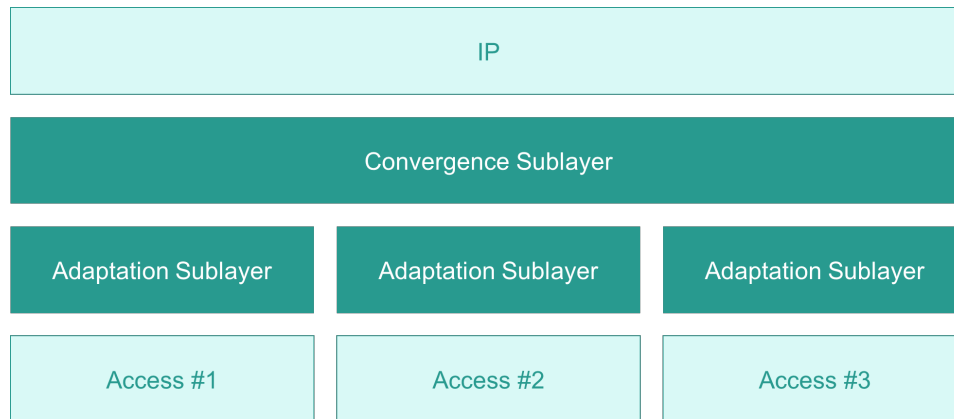 IP
Convergence Sublayer
Adaptation Sublayer
Adaptation Sublayer
Adaptation Sublayer
Access #1
Access #2
Access #3